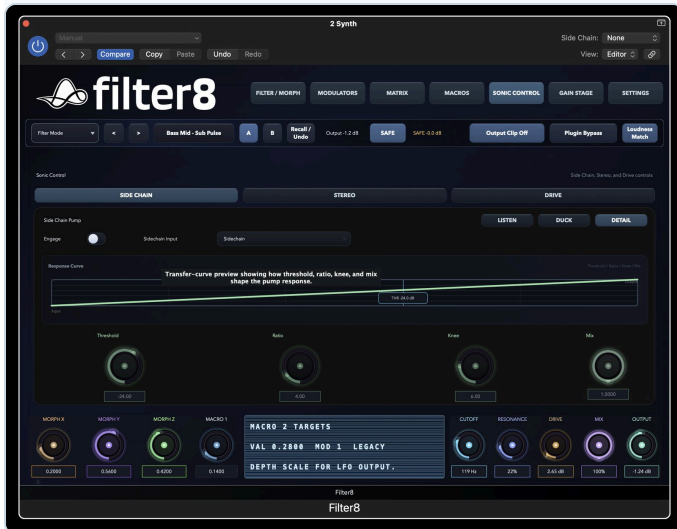 2 Synth
Manual
Side Chain: None
< > Compare Copy Paste Undo Redo
View: Editor
filter8
FILTER / MORPH MODULATORS MATRIX MACROS SONIC CONTROL GAIN STAGE SETTINGS
Filter Mode < > Bass Mid - Sub Pulse A B Recall / Undo Output -1.2 dB SAFE SAFE -0.0 dB Output Clip Off Plugin Bypass Loudness Match
Sonic Control
Side Chain, Stereo, and Drive controls
SIDE CHAIN STEREO DRIVE
Side Chain Pump
LISTEN DUCK DETAIL
Engage Sidechain Input Sidechain
Response Curve
Threshold / Ratio / Knee / Mix
Transfer-curve preview showing how threshold, ratio, knee, and mix
shape the pump response.
THR -24.0 dB
Input
Threshold Ratio Knee Mix
-24.00 4.00 6.00 1.0000
MORPH X MORPH Y MORPH Z MACRO 1
CUTOFF RESONANCE DRIVE MIX OUTPUT
MACRO 2 TARGETS
VAL 0.2800 MOD 1 LEGACY
DEPTH SCALE FOR LFO OUTPUT.
0.2000 0.5600 0.4200 0.1400
119 Hz 22% 2.65 dB 100% -1.24 dB
Filter8
Filter8